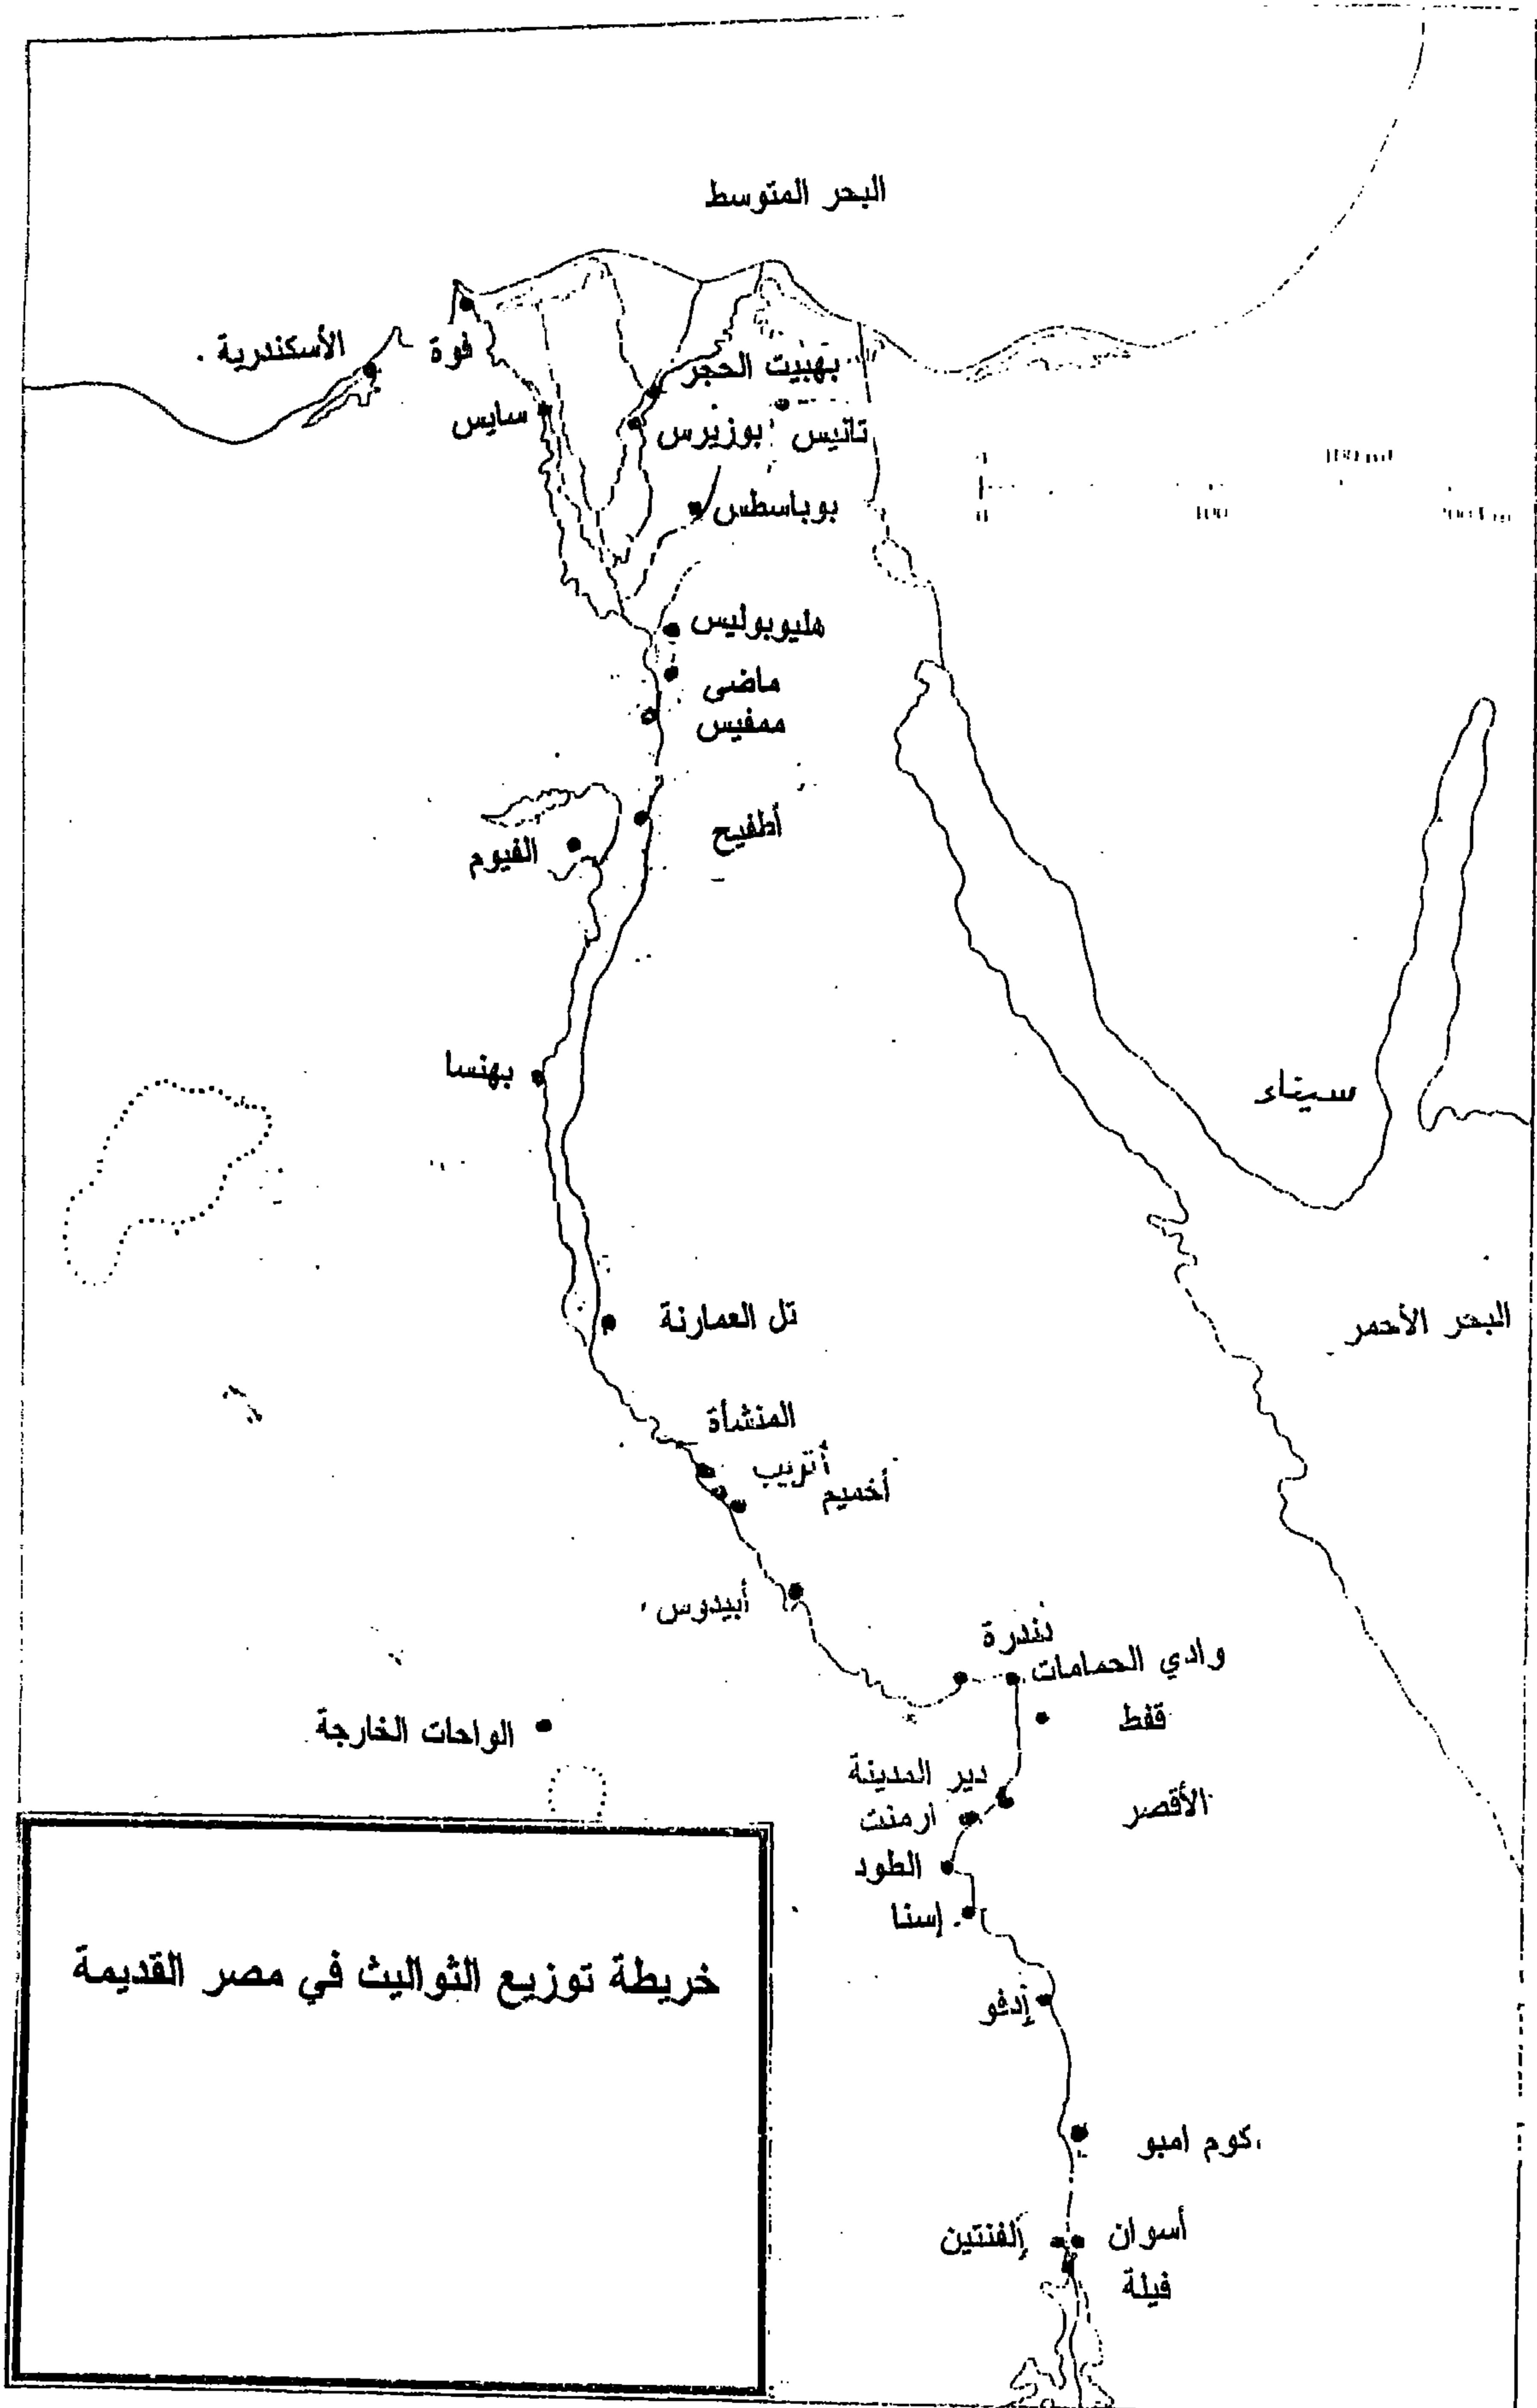 البحر المتوسط
الأسكندرية
فوة
بهبيت الحجر
سايس
بوزيرس
تانيس
بوباسطس
0
100
هليوبوليس
ماضى
ممفيس
أطفيح
الفيوم
بهنسا
سيناء
تل العمارنة
البحر الأحمر
المنشأة
أتريب
أخميم
أبيدوس
دندرة
وادي الحمامات
قفط
الواحات الخارجة
دير المدينة
الأقصر
ارمنت
الطود
إسنا
خريطة توزيع الثواليث في مصر القديمة
إدفو
كوم امبو
إلفنتين
أسوان
فيلة